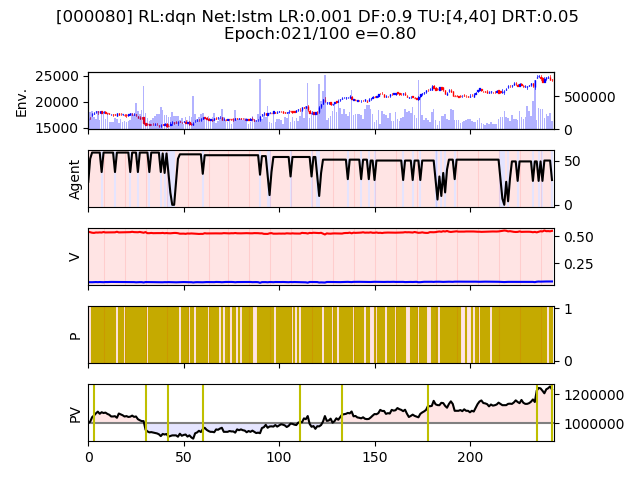 [000080] RL:dqn Net:lstm LR:0.001 DF:0.9 TU:[4,40] DRT:0.05
Epoch:021/100 e=0.80
Env.
25000
20000
15000
500000
0
Agent
50
0
V
0.50
0.25
P
1
0
PV
1200000
1000000
0
50
100
150
200